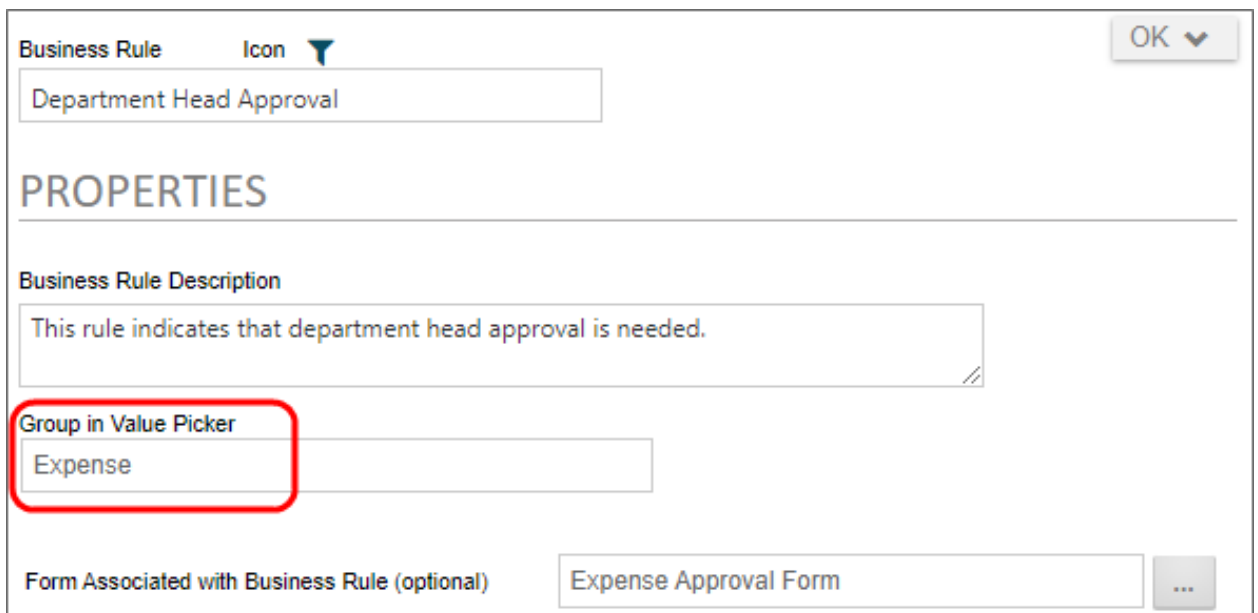 Business Rule Icon OK
Department Head Approval
PROPERTIES
Business Rule Description
This rule indicates that department head approval is needed.
Group in Value Picker
Expense
Form Associated with Business Rule (optional) Expense Approval Form ...